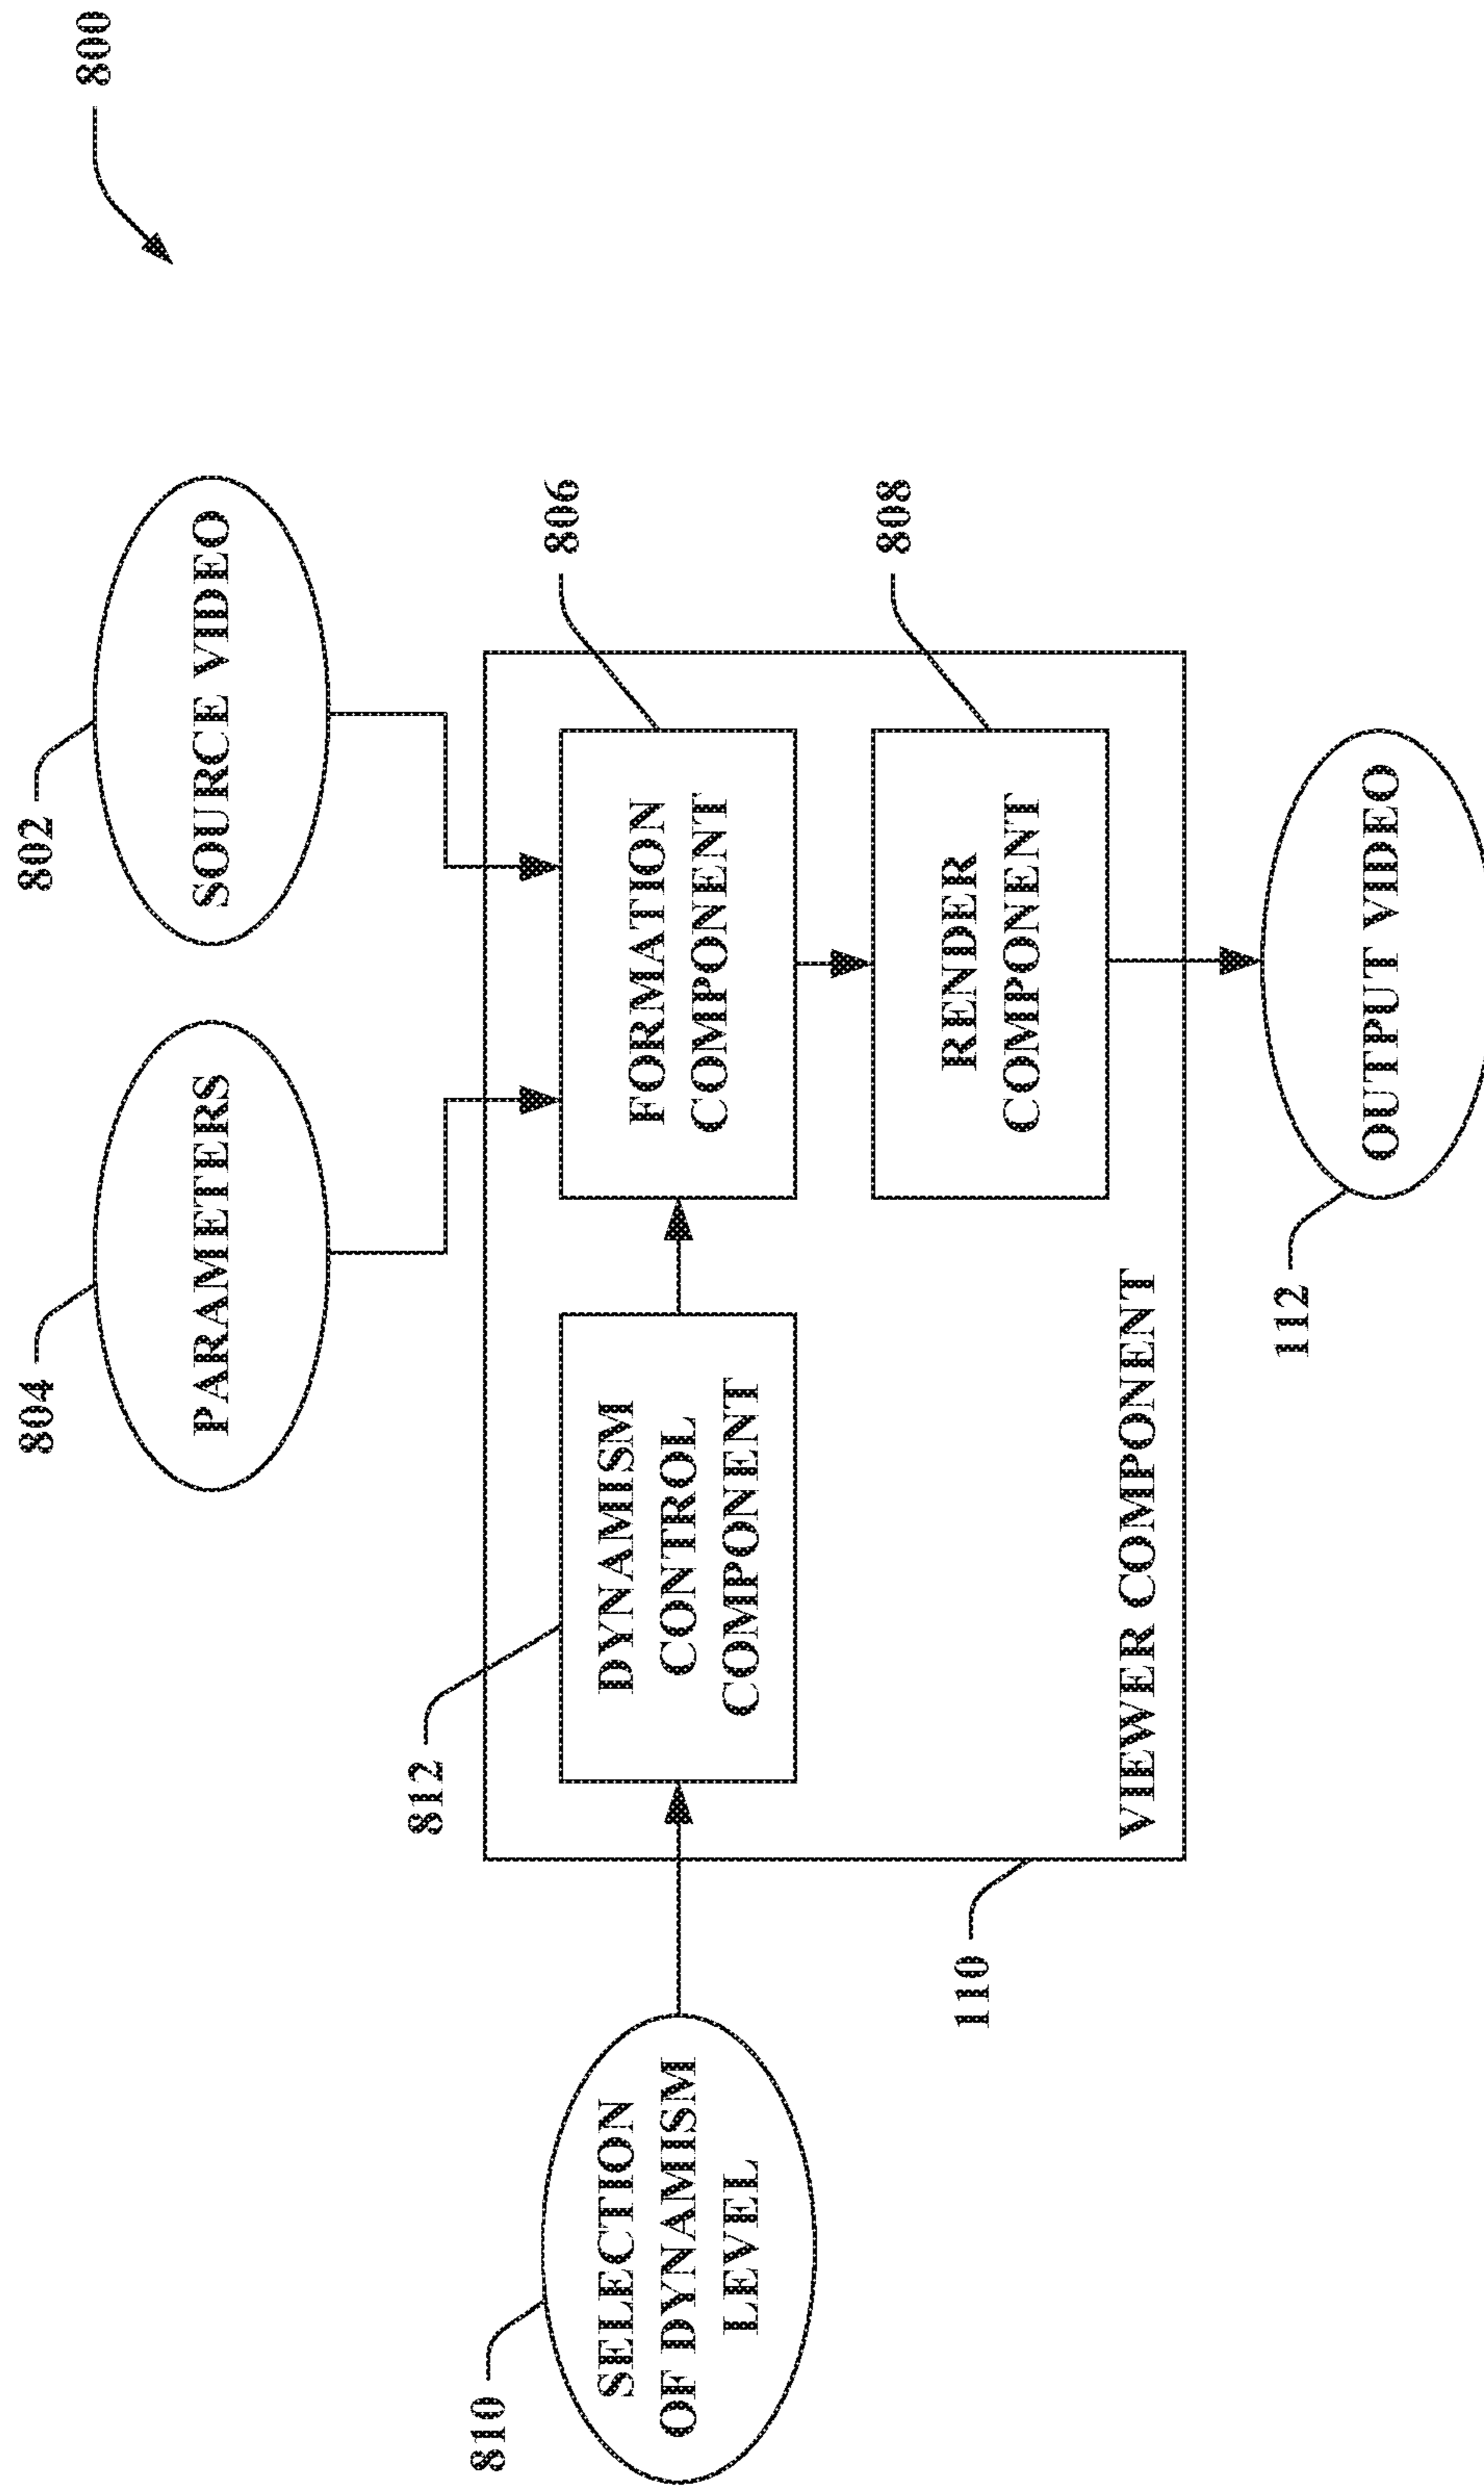 800
804
PARAMETERS
802
SOURCE VIDEO
810
SELECTION
OF DYNAMISM
LEVEL
812
DYNAMISM
CONTROL
COMPONENT
806
FORMATION
COMPONENT
808
RENDER
COMPONENT
110
VIEWER COMPONENT
112
OUTPUT VIDEO